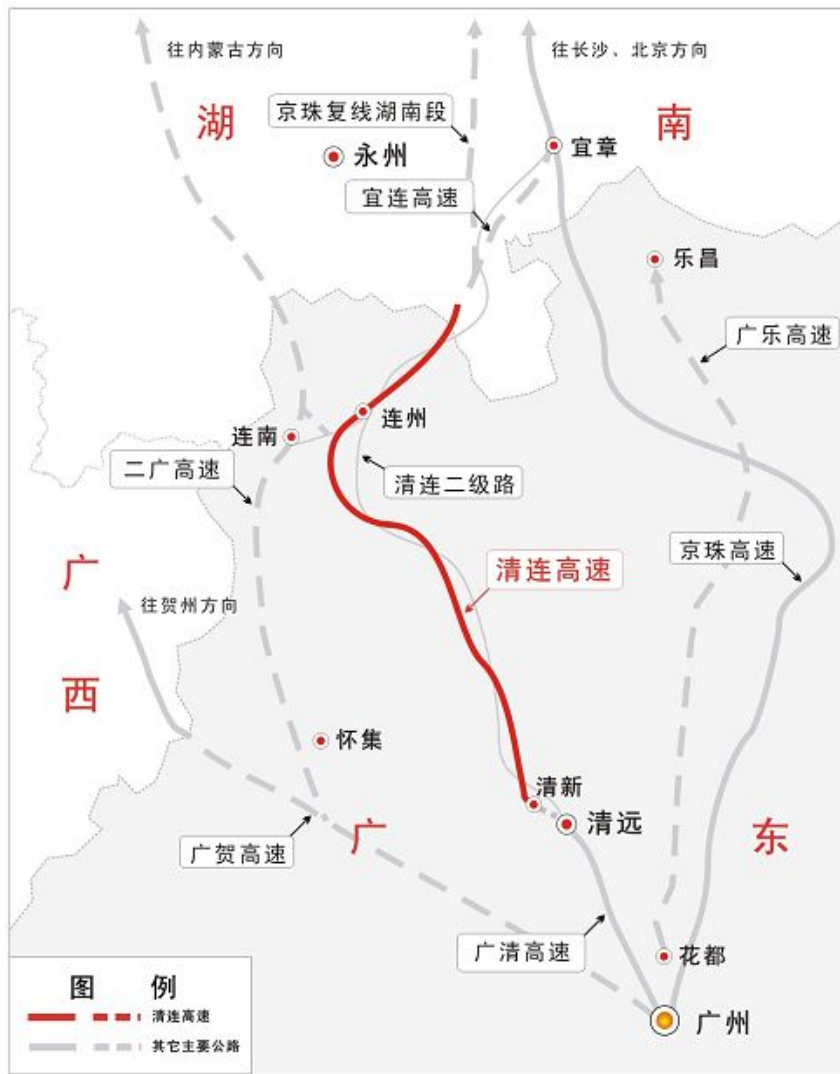 往内蒙古方向
往长沙、北京方向
湖
南
京珠复线湖南段
永州
宜章
宜连高速
乐昌
广乐高速
连州
连南
二广高速
清连二级路
京珠高速
清连高速
广
西
往贺州方向
怀集
清新
清远
广
东
广贺高速
广清高速
花都
广州
图 例
清连高速
其它主要公路